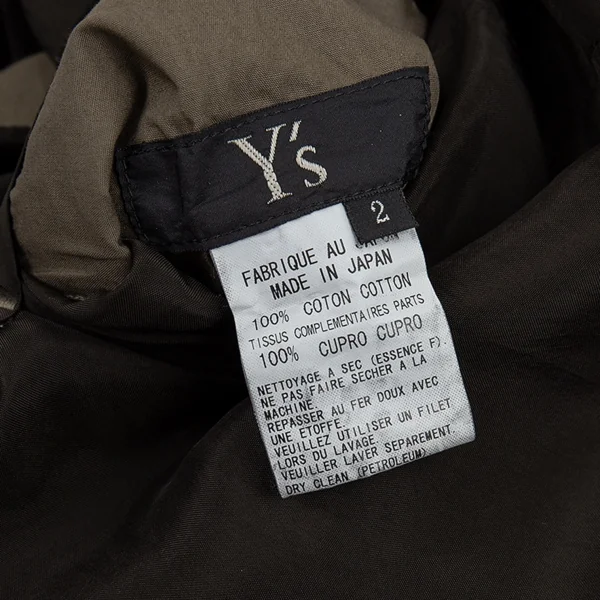 Y's
2
FABRIQUE AU JAPON
MADE IN JAPAN
100% COTON COTTON
TISSUS COMPLEMENTAIRES PARTS
100% CUPRO CUPRO
NETTOYAGE A SEC (ESSENCE F).
NE PAS FAIRE SECHER A LA
MACHINE.
REPASSER AU FER DOUX AVEC
UNE ETOFFE.
VEUILLEZ UTILISER UN FILET
LORS DU LAVAGE.
VEUILLER LAVER SEPAREMENT.
DRY CLEAN (PETROLEUM)